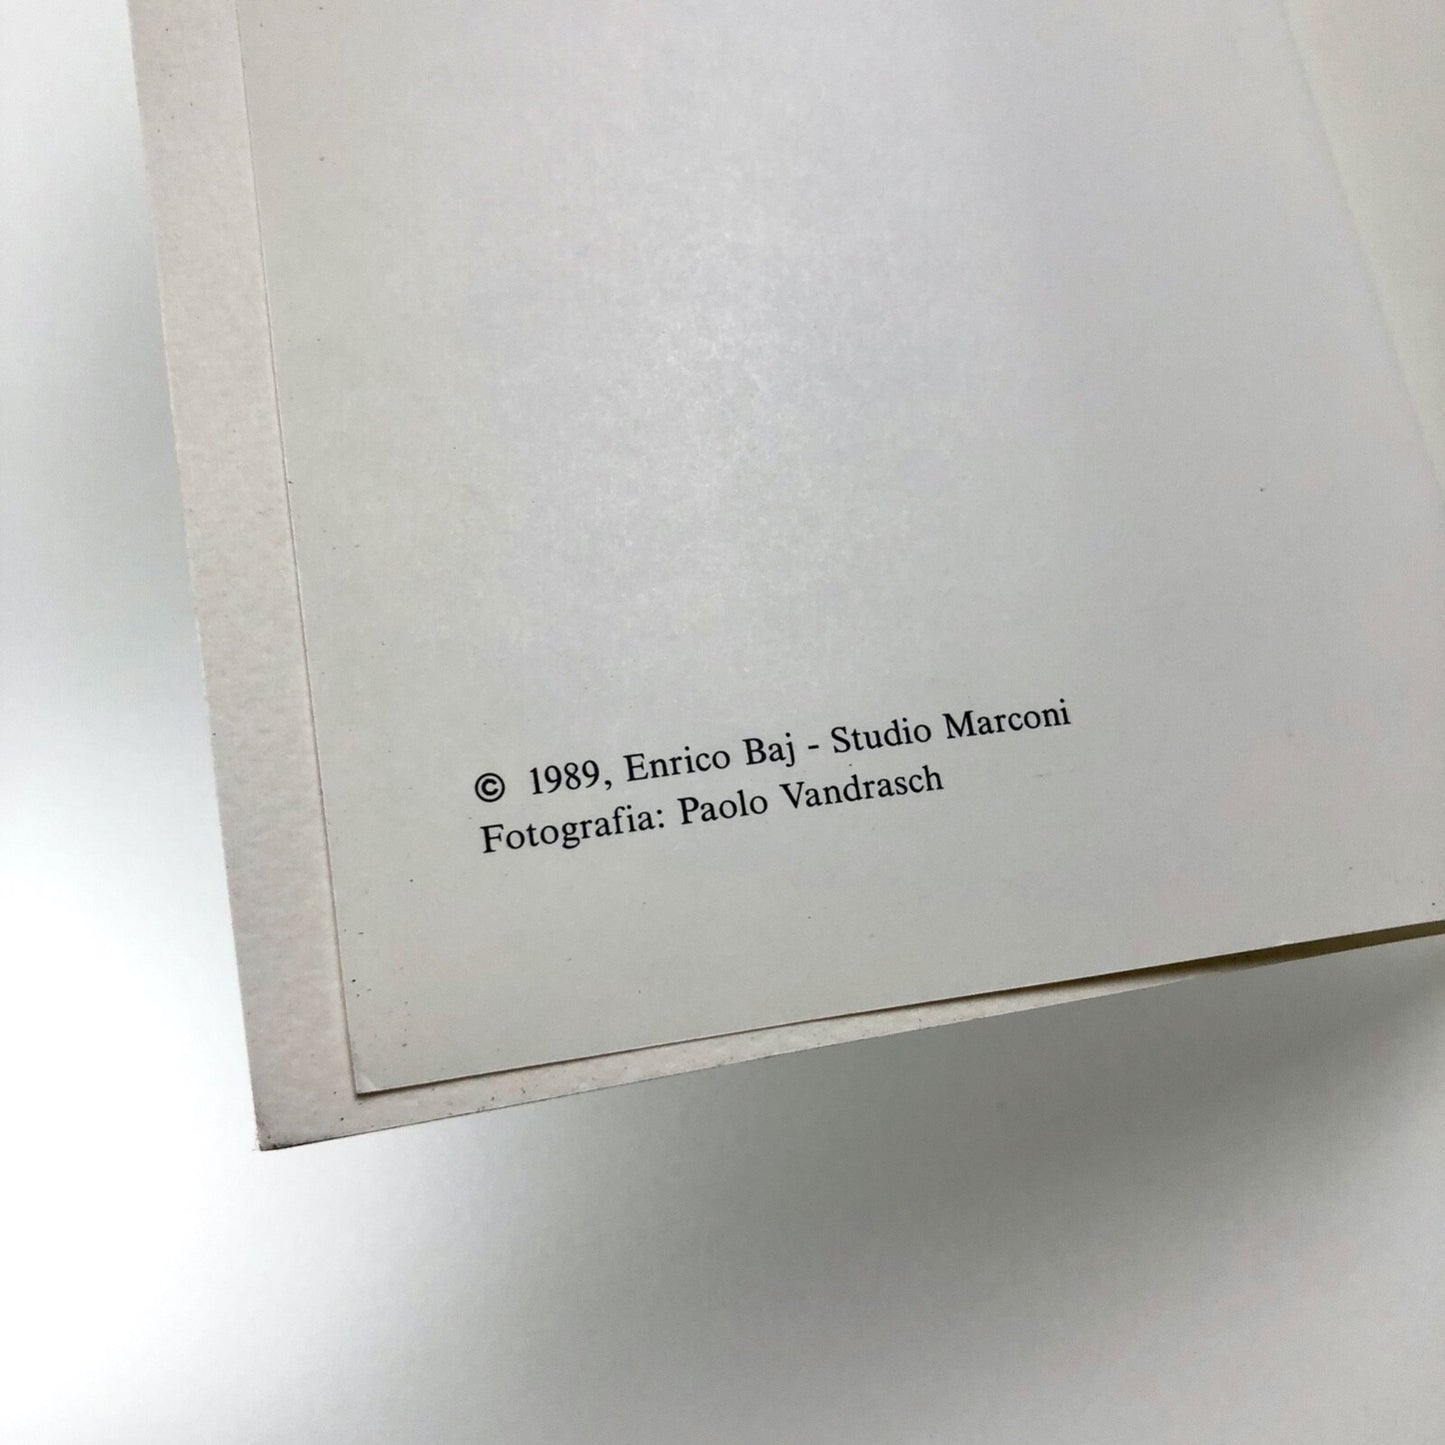 © 1989, Enrico Baj - Studio Marconi
Fotografia: Paolo Vandrasch